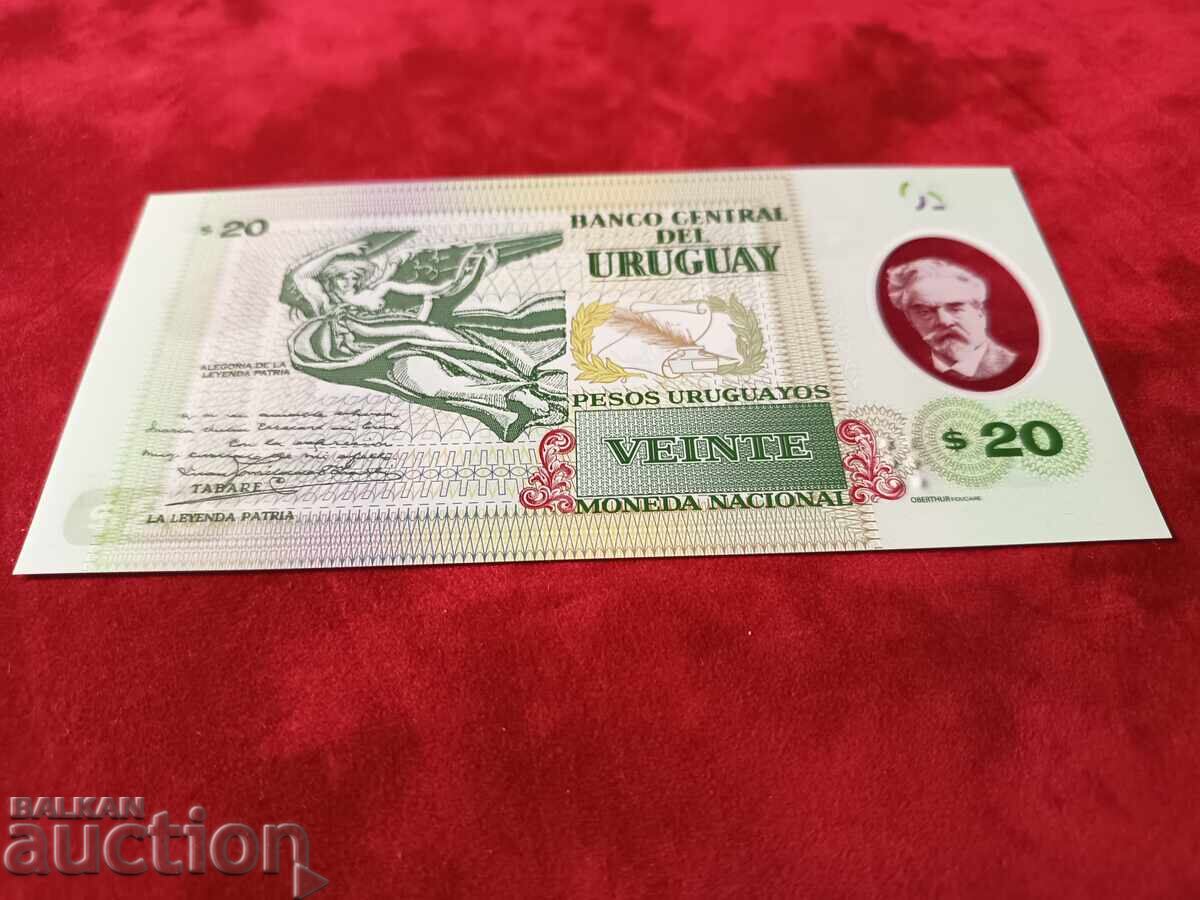 $ 20
BANCO CENTRAL
DEL
URUGUAY
ALEGORIA DE LA
LEYENDA PATRIA
PESOS URUGUAYOS
VEINTE
MONEDA NACIONAL
TABARE
LA LEYENDA PATRIA
$ 20
OBERTHUR FIDUCIAIRE
BALKAN
auction